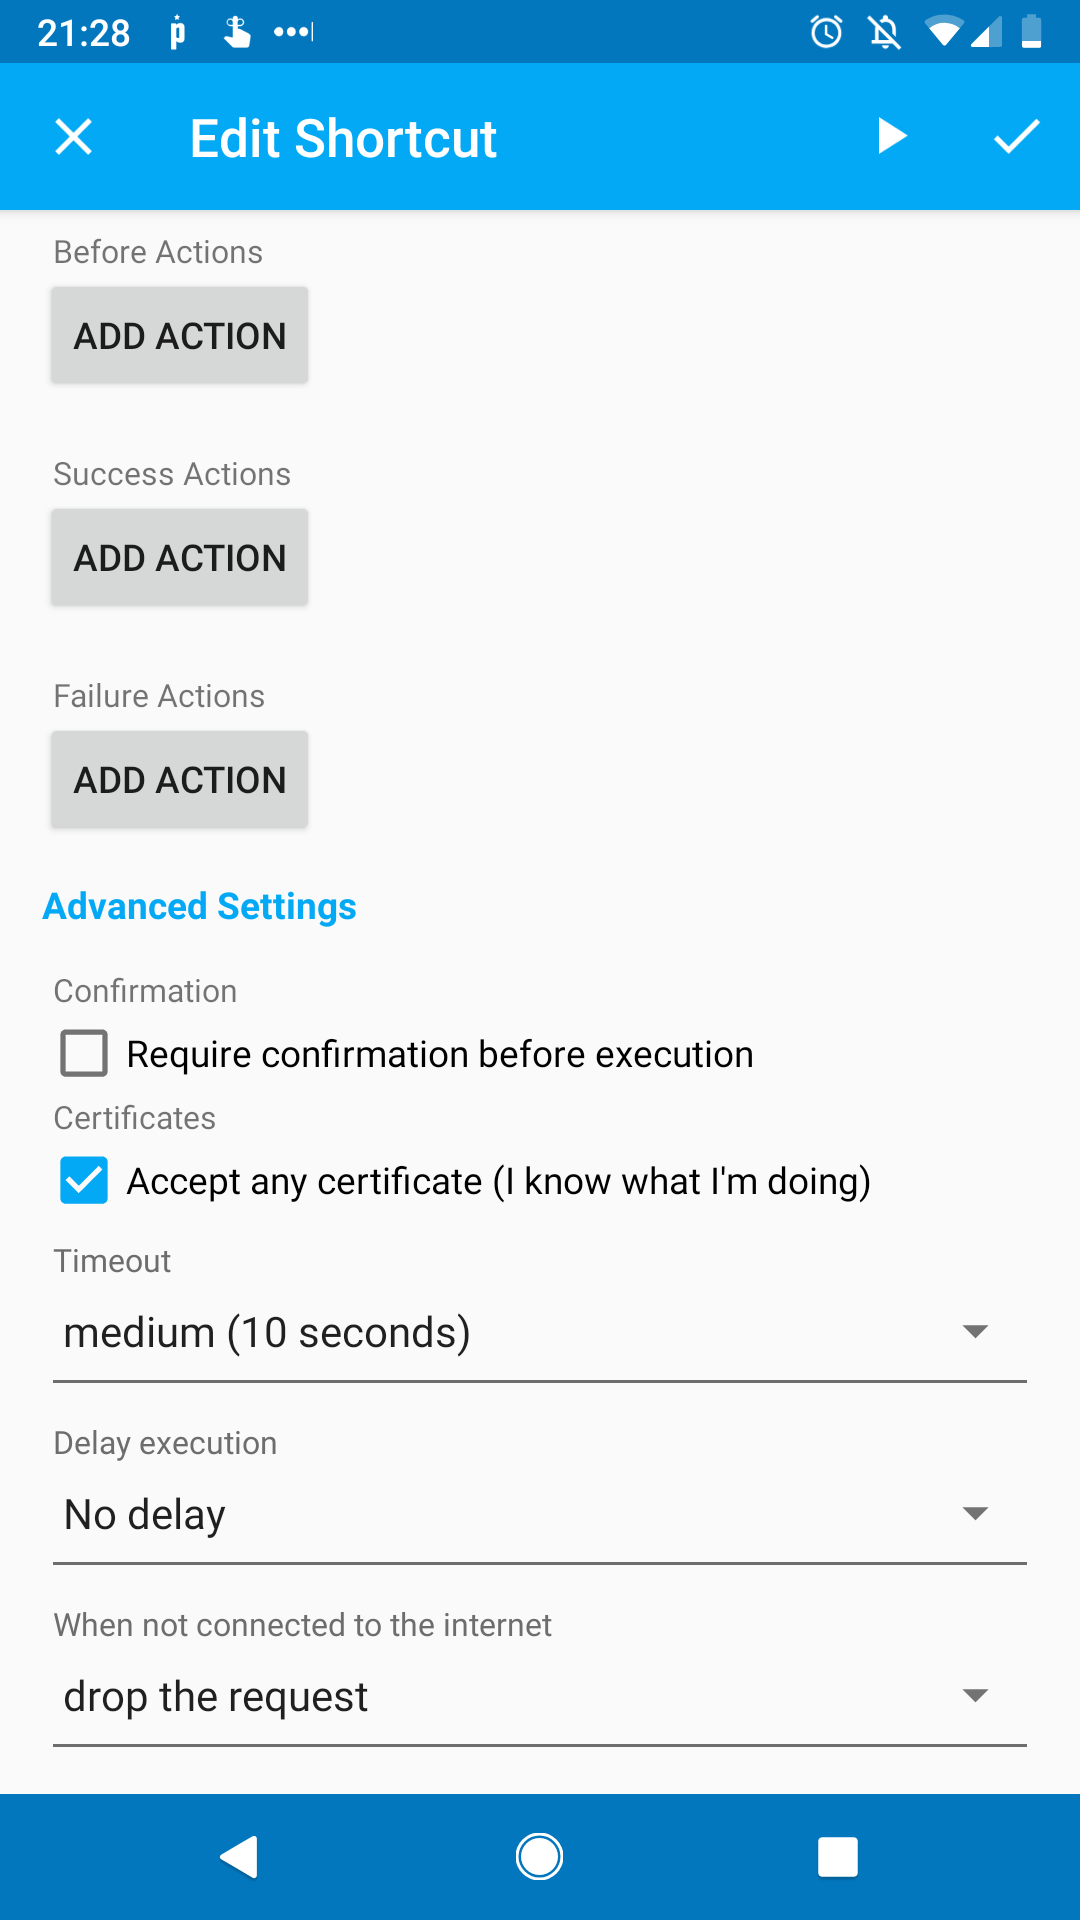 21:28
Edit Shortcut
Before Actions
ADD ACTION
Success Actions
ADD ACTION
Failure Actions
ADD ACTION
Advanced Settings
Confirmation
Require confirmation before execution
Certificates
Accept any certificate (I know what I'm doing)
Timeout
medium (10 seconds)
Delay execution
No delay
When not connected to the internet
drop the request